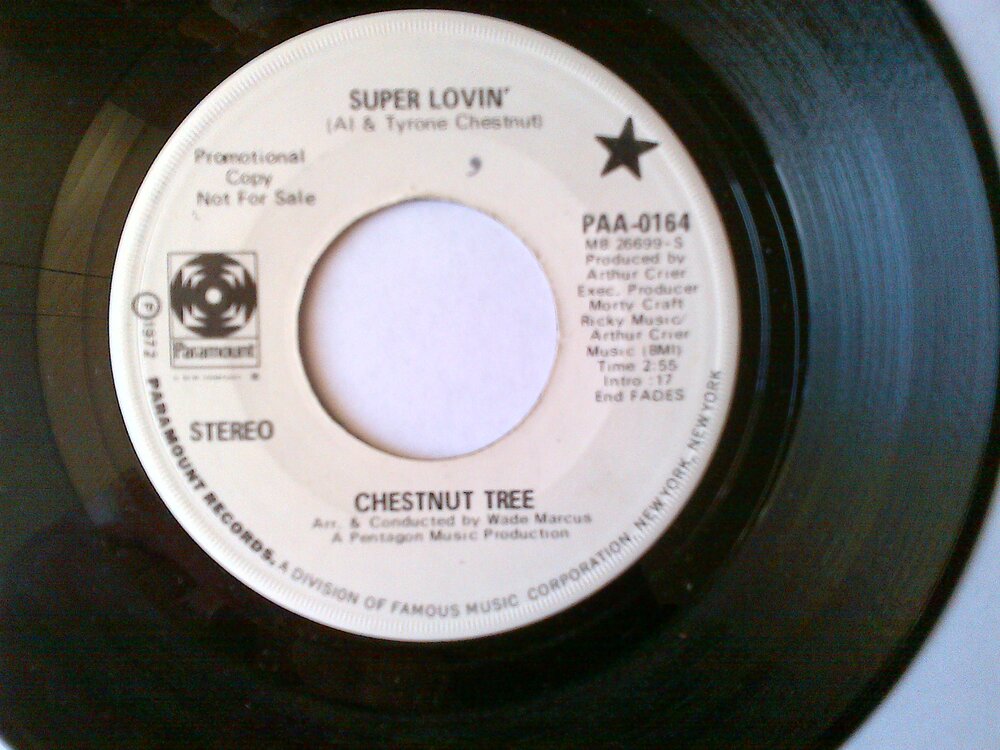 SUPER LOVIN'
(Al & Tyrone Chestnut)
Promotional
Copy
Not For Sale
PAA-0164
MB 26699-S
Produced by
Arthur Crier
Exec. Producer
Morty Craft
Ricky Music/
Arthur Crier
Music (BMI)
Time 2:55
Intro :17
End FADES
Paramount
Ⓟ 1972
STEREO
CHESTNUT TREE
Arr. & Conducted by Wade Marcus
A Pentagon Music Production
PARAMOUNT RECORDS, A DIVISION OF FAMOUS MUSIC CORPORATION, NEW YORK, NEW YORK